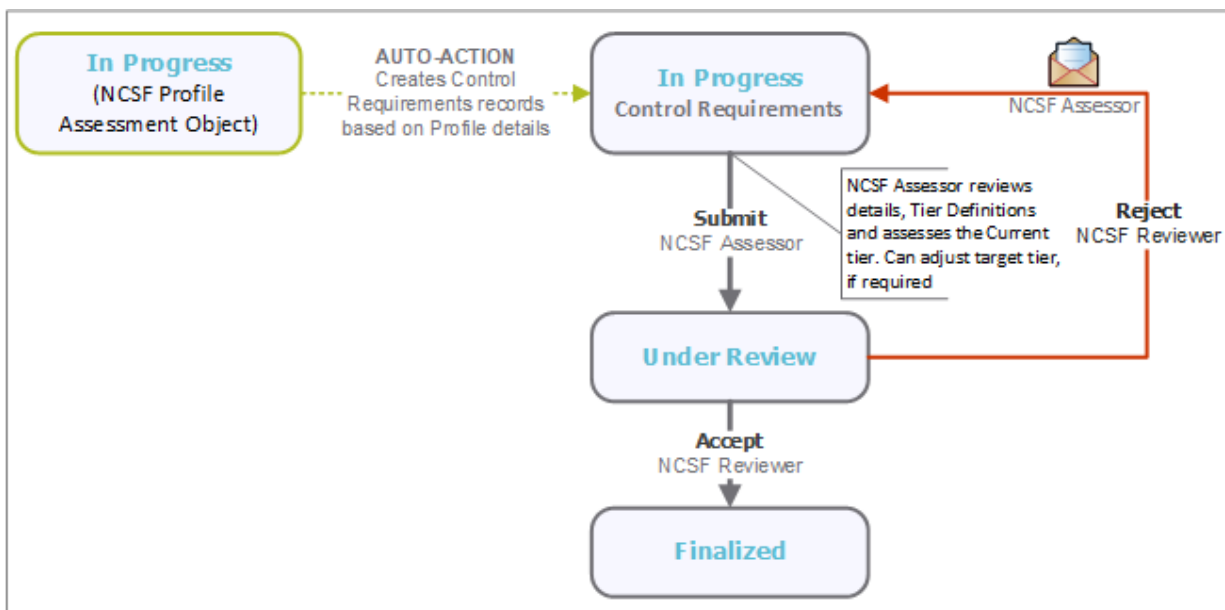 In Progress
(NCSF Profile
Assessment Object)
AUTO-ACTION
Creates Control
Requirements records
based on Profile details
In Progress
Control Requirements
NCSF Assessor
NCSF Assessor reviews
details, Tier Definitions
and assesses the Current
tier. Can adjust target tier,
if required
Submit
NCSF Assessor
Reject
NCSF Reviewer
Under Review
Accept
NCSF Reviewer
Finalized